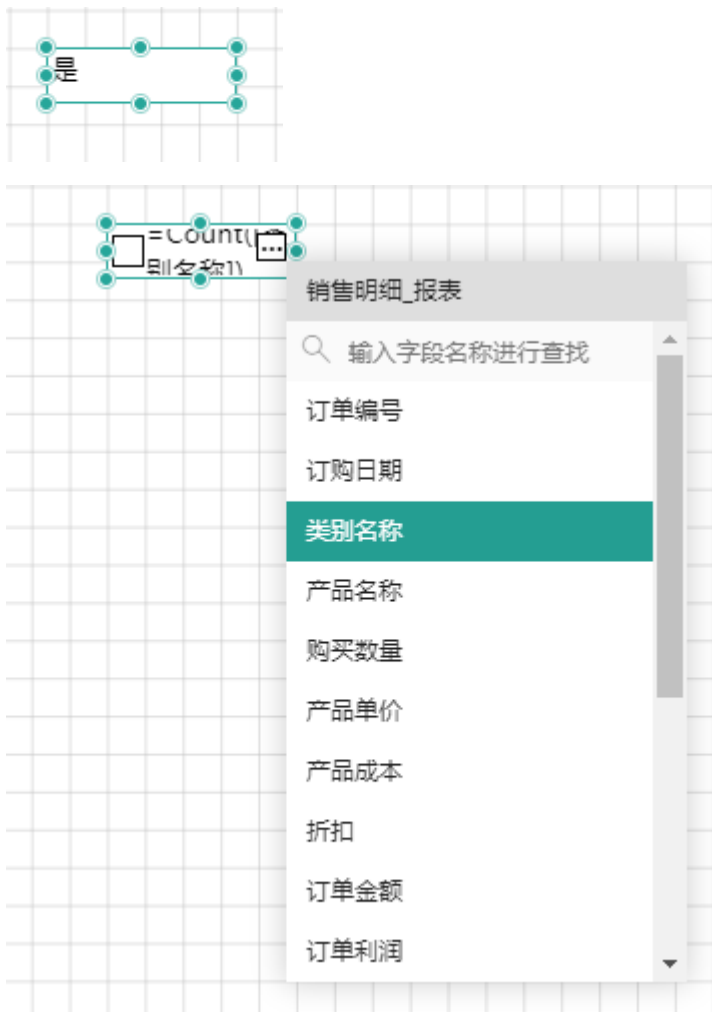 是
=Count([类
别名称])
...
销售明细_报表
输入字段名称进行查找
订单编号
订购日期
类别名称
产品名称
购买数量
产品单价
产品成本
折扣
订单金额
订单利润